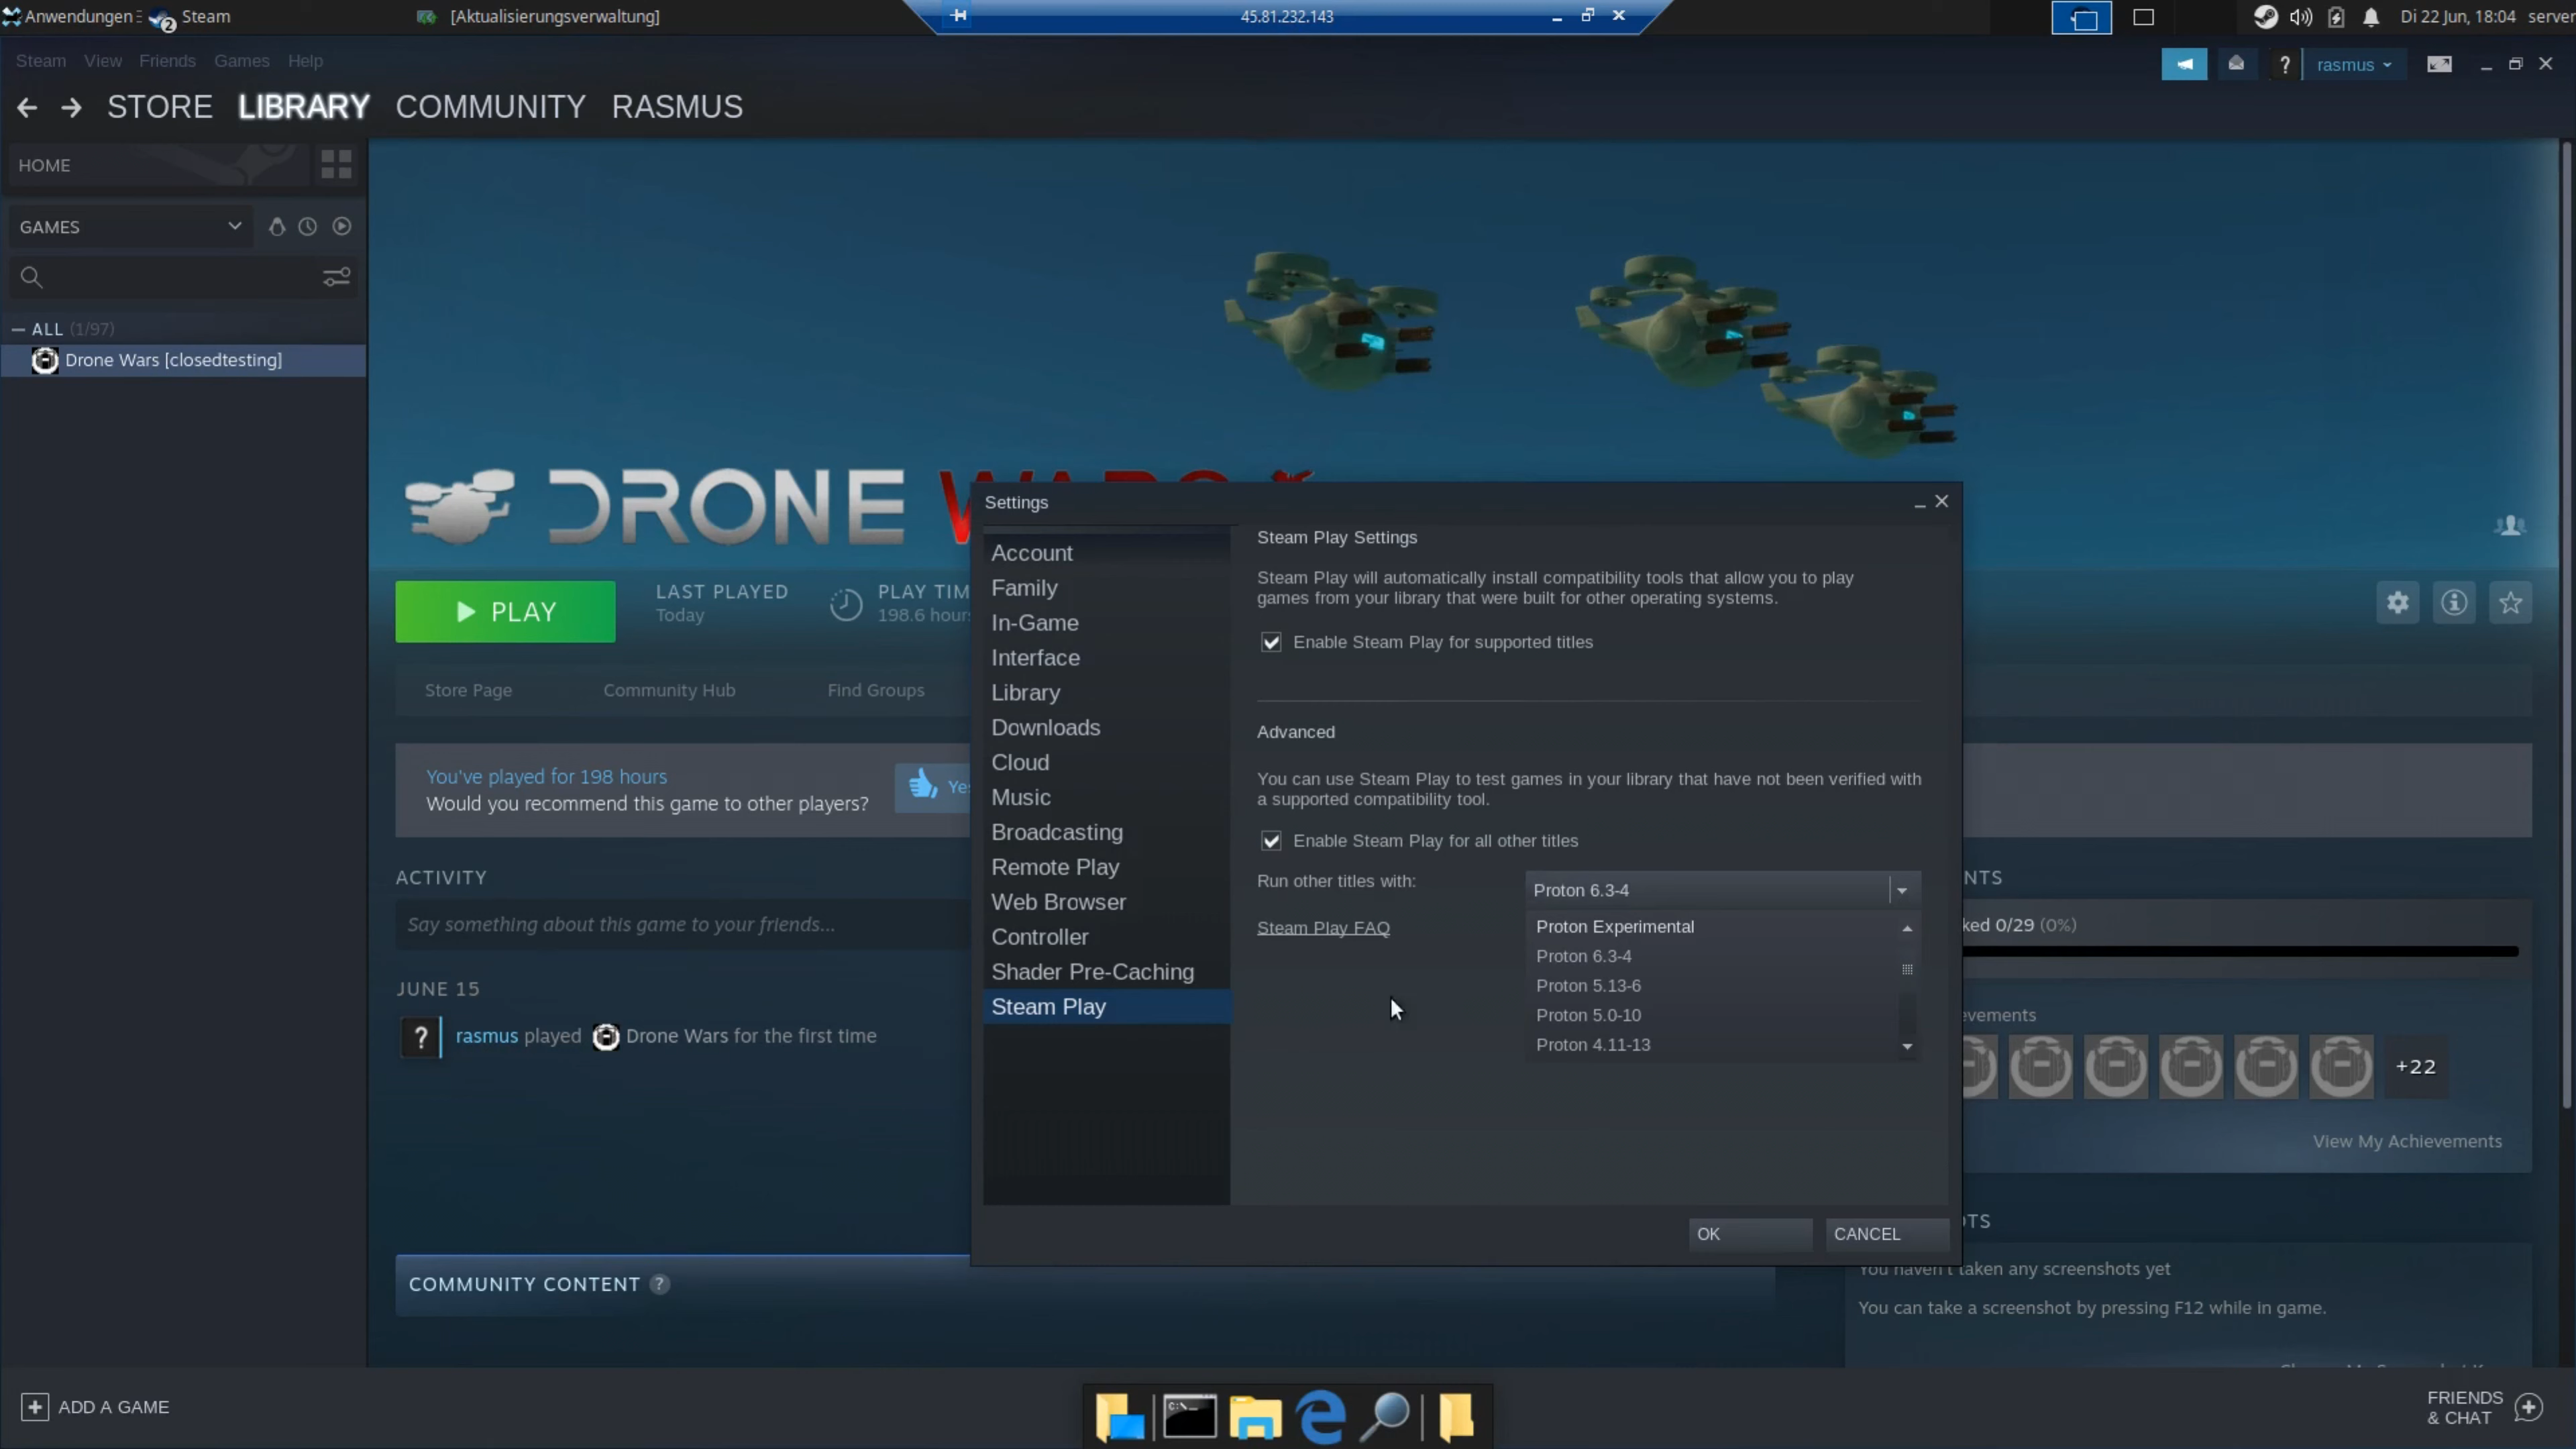 Anwendungen
2
Steam
[Aktualisierungsverwaltung]
45.81.232.143
Di 22 Jun, 18:04
server
Steam View Friends Games Help
? rasmus
STORE LIBRARY COMMUNITY RASMUS
HOME
GAMES
ALL (1/97)
Drone Wars [closedtesting]
DRONE
PLAY
LAST PLAYED
Today
PLAY TIM
198.6 hour
Store Page
Community Hub
Find Groups
You've played for 198 hours
Would you recommend this game to other players?
Yes
ACTIVITY
Say something about this game to your friends...
JUNE 15
? rasmus played Drone Wars for the first time
COMMUNITY CONTENT ?
Settings
Account
Family
In-Game
Interface
Library
Downloads
Cloud
Music
Broadcasting
Remote Play
Web Browser
Controller
Shader Pre-Caching
Steam Play
Steam Play Settings
Steam Play will automatically install compatibility tools that allow you to play
games from your library that were built for other operating systems.
Enable Steam Play for supported titles
Advanced
You can use Steam Play to test games in your library that have not been verified with
a supported compatibility tool.
Enable Steam Play for all other titles
Run other titles with:
Proton 6.3-4
Steam Play FAQ
Proton Experimental
Proton 6.3-4
Proton 5.13-6
Proton 5.0-10
Proton 4.11-13
OK
CANCEL
NTS
ked 0/29 (0%)
evements
+22
View My Achievements
OTS
You haven't taken any screenshots yet
You can take a screenshot by pressing F12 while in game.
ADD A GAME
FRIENDS
& CHAT